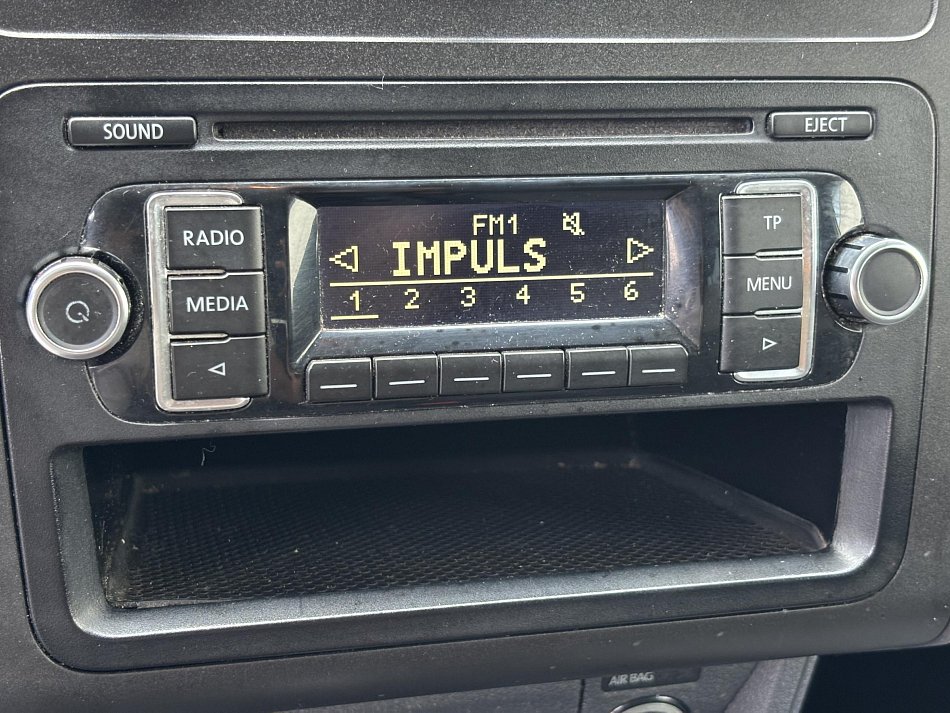 SOUND
EJECT
RADIO
FM1
TP
IMPULS
MEDIA
MENU
1 2 3 4 5 6
AIR BAG